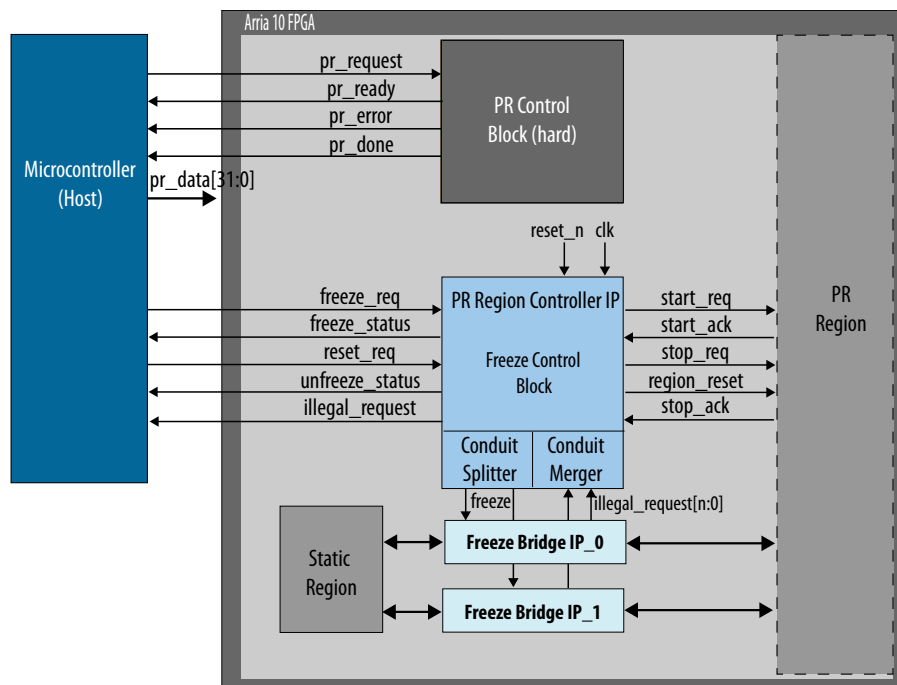 Arria 10 FPGA
pr_request
pr_ready
pr_error
pr_done
pr_data[31:0]
Microcontroller
(Host)
PR Control
Block (hard)
reset_n clk
freeze_req
freeze_status
reset_req
unfreeze_status
illegal_request
PR Region Controller IP
Freeze Control
Block
start_req
start_ack
stop_req
region_reset
stop_ack
PR
Region
Conduit
Splitter
Conduit
Merger
freeze
illegal_request[n:0]
Static
Region
Freeze Bridge IP_0
Freeze Bridge IP_1